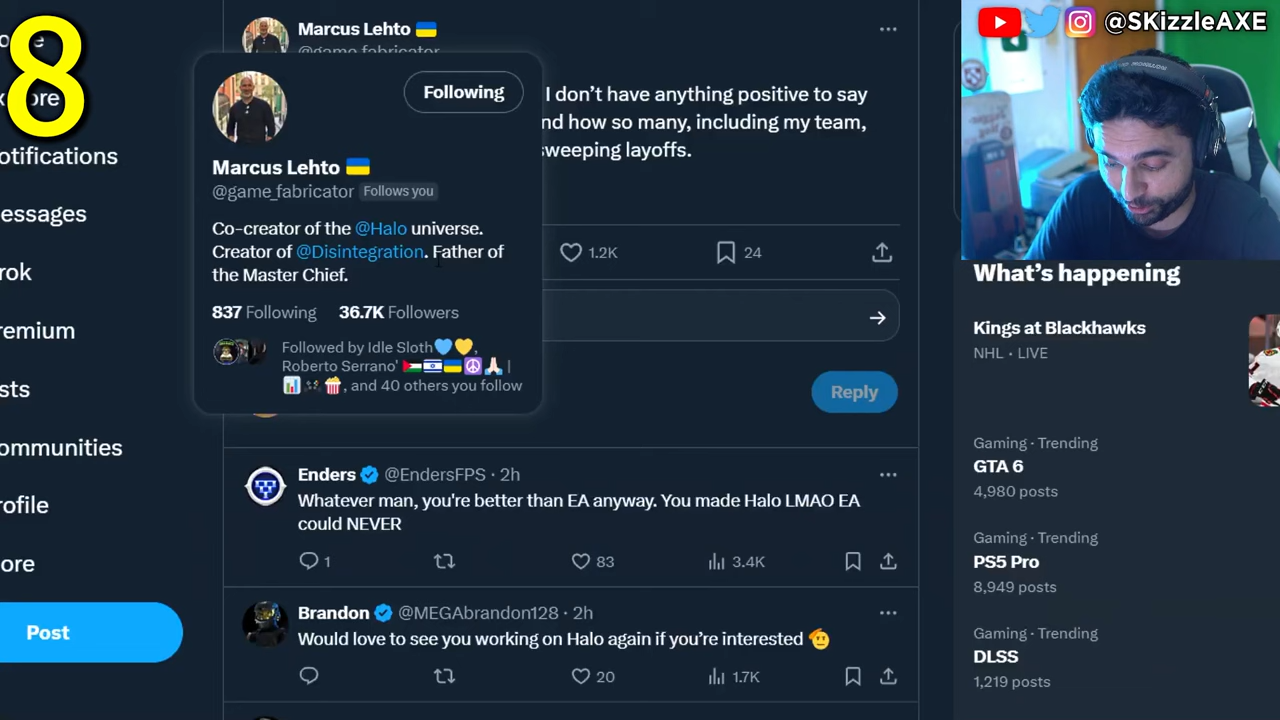 8
@SKizzleAXE
ore
otifications
essages
rok
remium
sts
ommunities
rofile
ore
Post
Marcus Lehto
@game_fabricator
I don’t have anything positive to say
nd how so many, including my team,
sweeping layoffs.
Following
Marcus Lehto
@game_fabricator Follows you
Co-creator of the @Halo universe.
Creator of @Disintegration. Father of
the Master Chief.
837 Following 36.7K Followers
Followed by Idle Sloth💙💛,
Roberto Serrano' 🇵🇸🇮🇱🇺🇦☮️🙏🏻 |
📊 🍿, and 40 others you follow
1.2K
24
Reply
Enders @EndersFPS · 2h
Whatever man, you're better than EA anyway. You made Halo LMAO EA
could NEVER
1
83
3.4K
Brandon @MEGAbrandon128 · 2h
Would love to see you working on Halo again if you’re interested 🫡
20
1.7K
What’s happening
Kings at Blackhawks
NHL · LIVE
Gaming · Trending
GTA 6
4,980 posts
Gaming · Trending
PS5 Pro
8,949 posts
Gaming · Trending
DLSS
1,219 posts